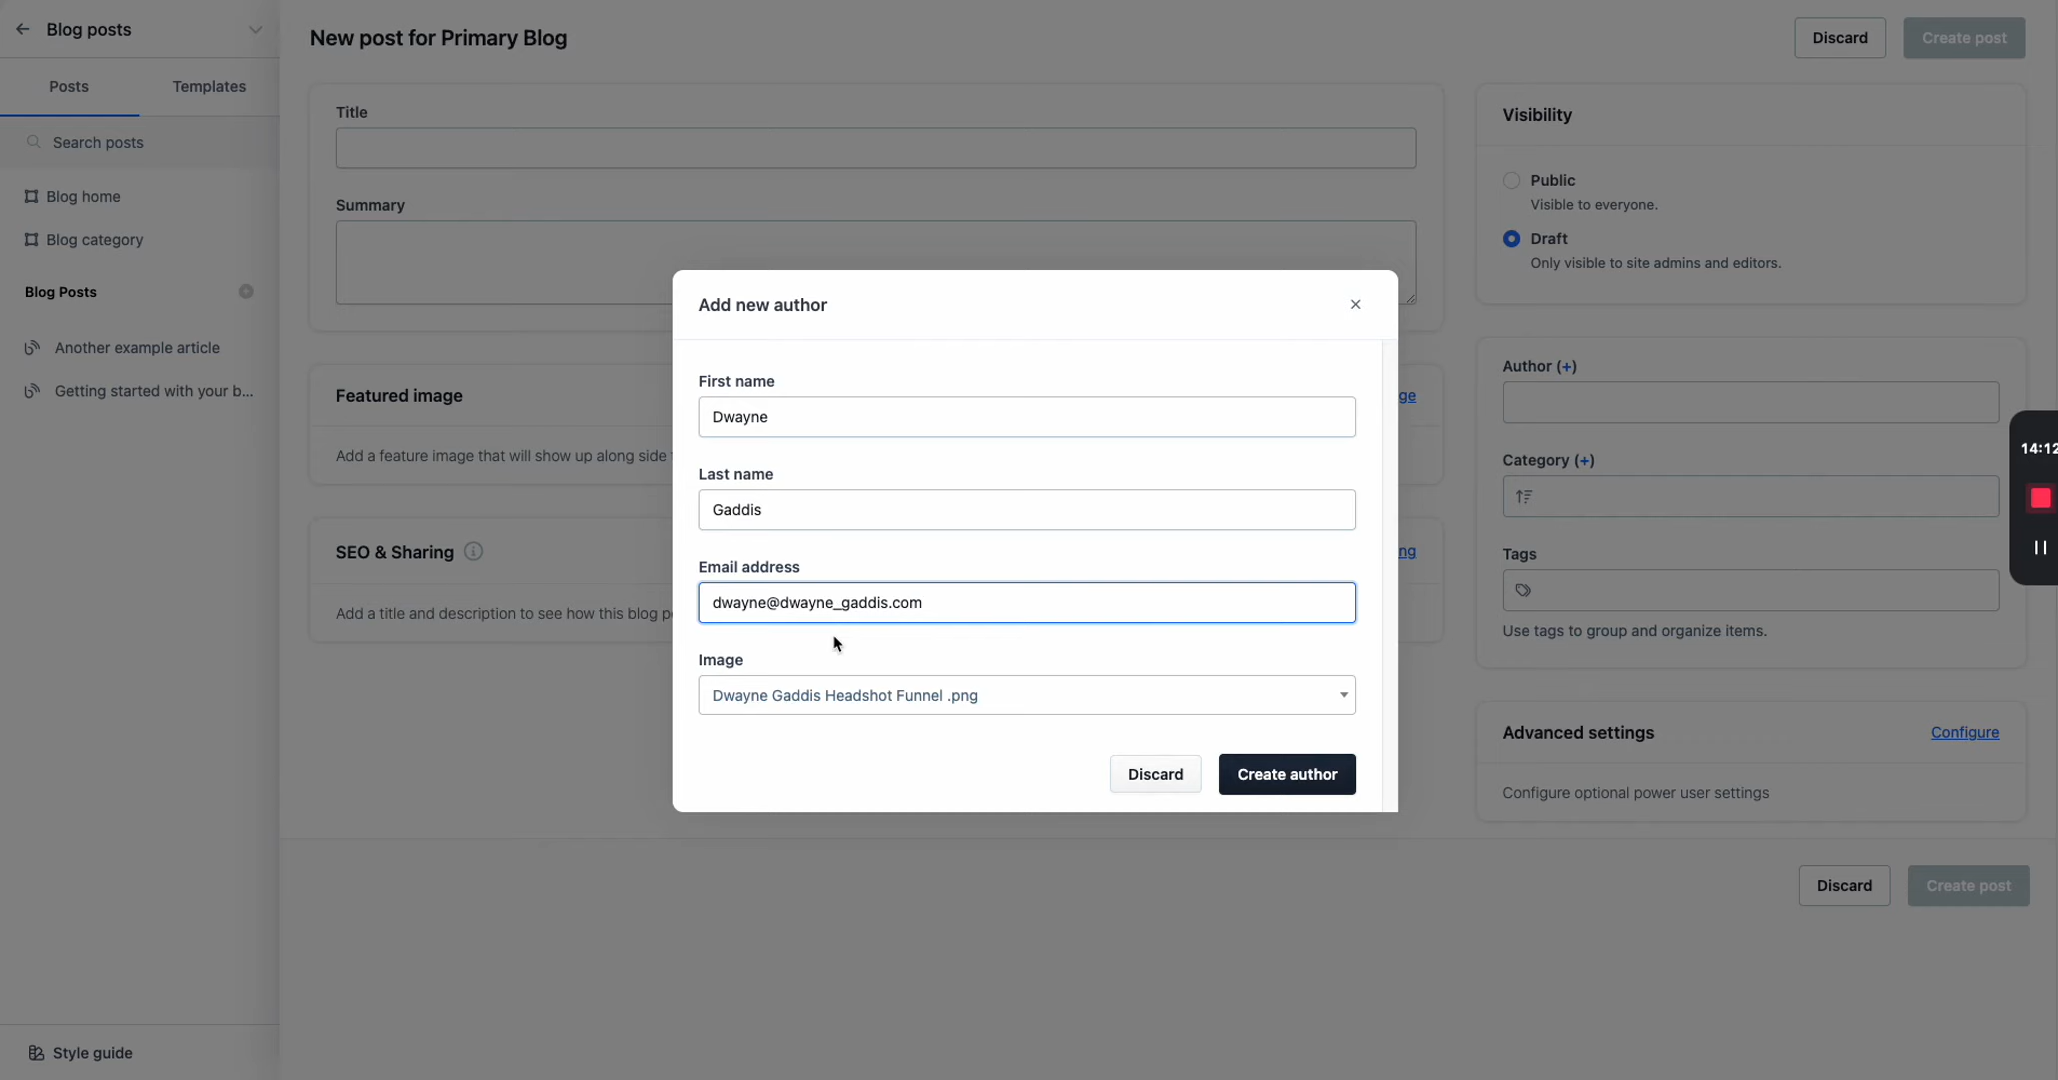 Blog posts
Posts
Templates
Search posts
Blog home
Blog category
Blog Posts
Another example article
Getting started with your b...
Style guide
New post for Primary Blog
Discard
Create post
Title
Summary
Featured image
ge
Add a feature image that will show up along side
SEO & Sharing
ng
Add a title and description to see how this blog po
Add new author
First name
Dwayne
Last name
Gaddis
Email address
dwayne@dwayne_gaddis.com
Image
Dwayne Gaddis Headshot Funnel .png
Discard
Create author
Visibility
Public
Visible to everyone.
Draft
Only visible to site admins and editors.
Author (+)
Category (+)
Tags
Use tags to group and organize items.
Advanced settings
Configure
Configure optional power user settings
Discard
Create post
14:12